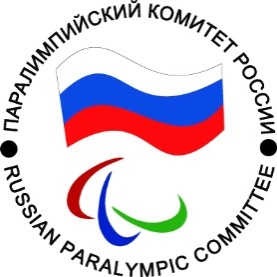 ПАРАЛИМПИЙСКИЙ КОМИТЕТ РОССИИ
RUSSIAN PARALYMPIC COMMITTEE